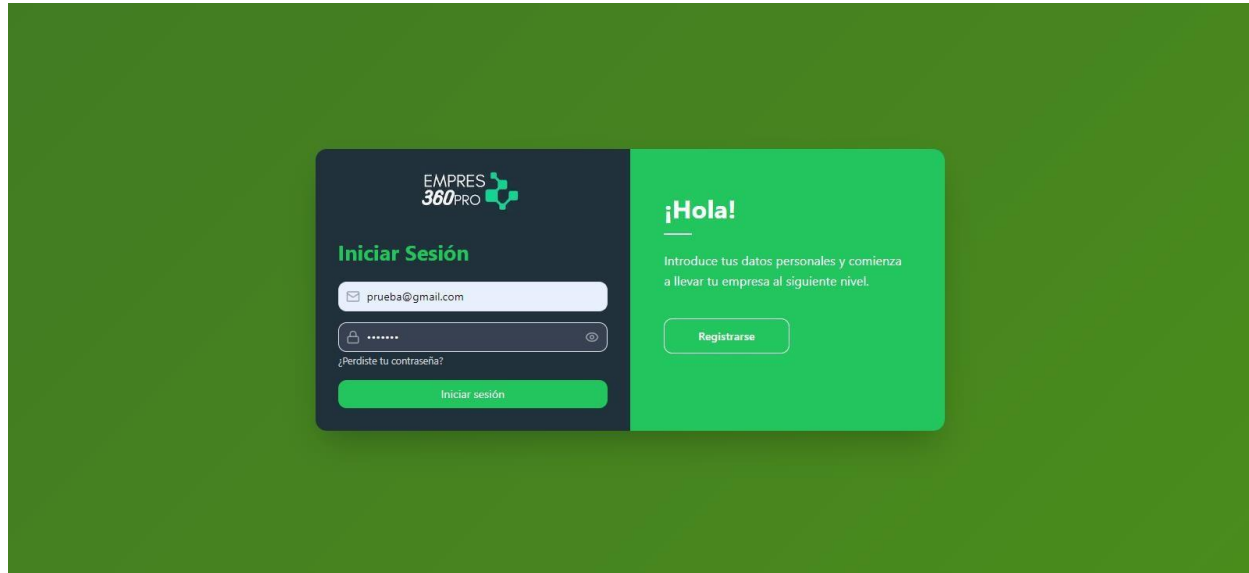 EMPRES
360PRO
Iniciar Sesión
prueba@gmail.com
•••••••
¿Perdiste tu contraseña?
Iniciar sesión
¡Hola!
Introduce tus datos personales y comienza
a llevar tu empresa al siguiente nivel.
Registrarse